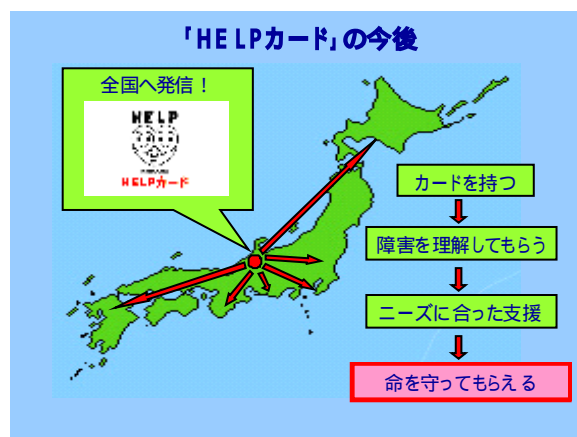 「HELPカード」の今後
全国へ発信！
HELP
HELPカード
カードを持つ
障害を理解してもらう
ニーズに合った支援
命を守ってもらえる